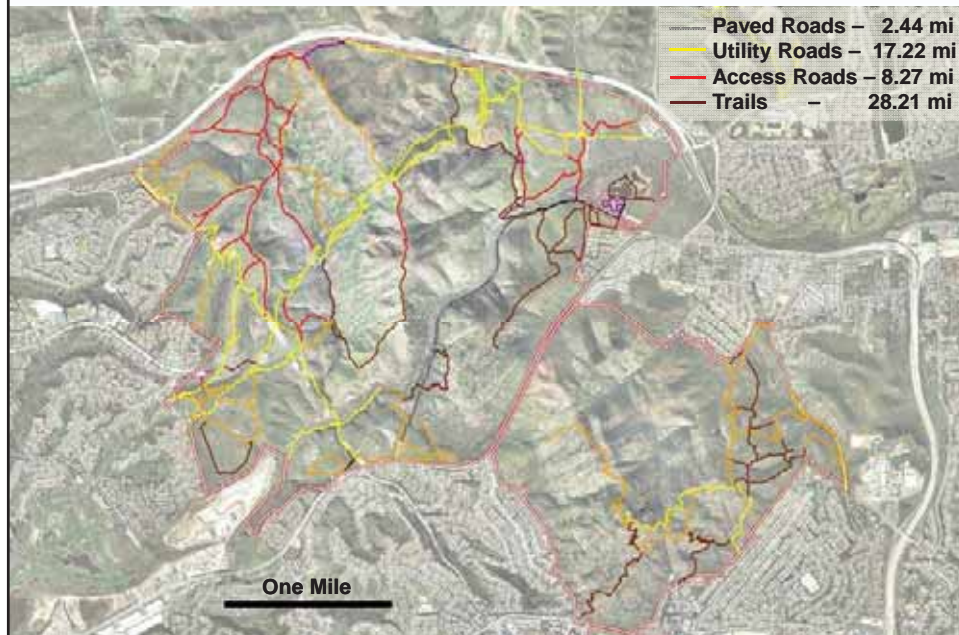 Paved Roads – 2.44 mi
Utility Roads – 17.22 mi
Access Roads – 8.27 mi
Trails – 28.21 mi
One Mile